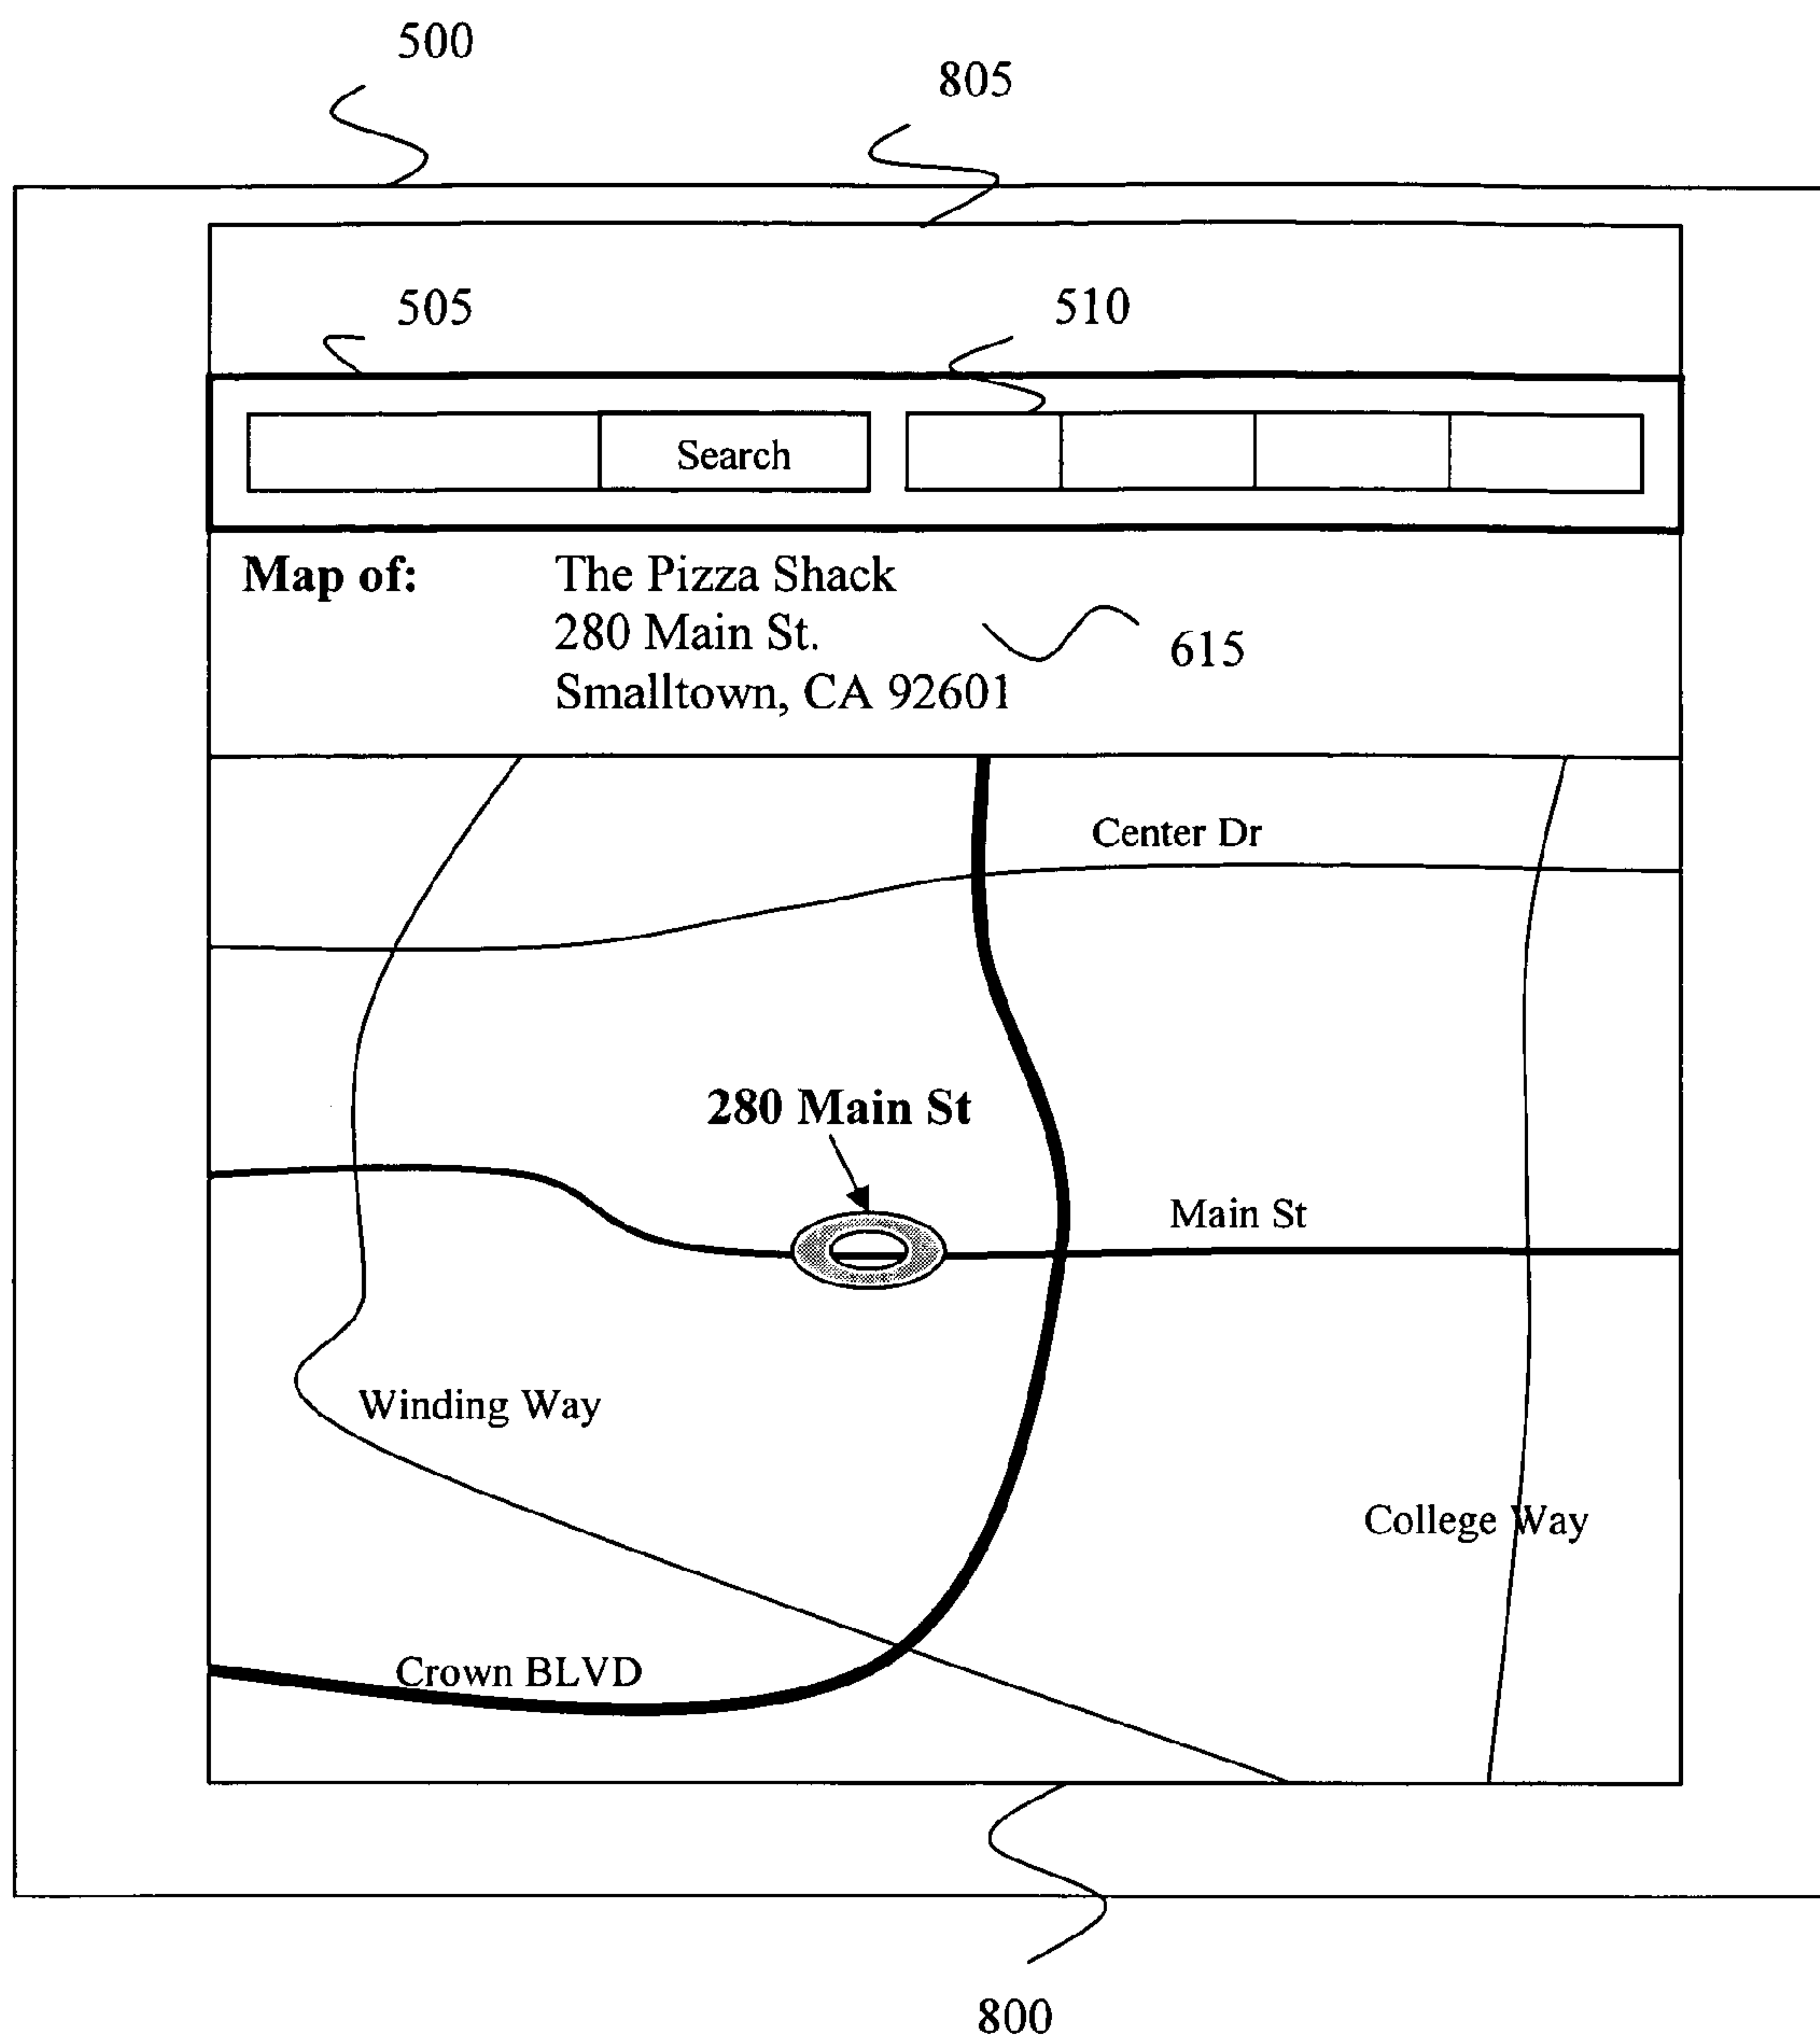 500
805
505
510
Search
Map of: The Pizza Shack
280 Main St.
615
Smalltown, CA 92601
Center Dr
280 Main St
Main St
Winding Way
College Way
Crown BLVD
800